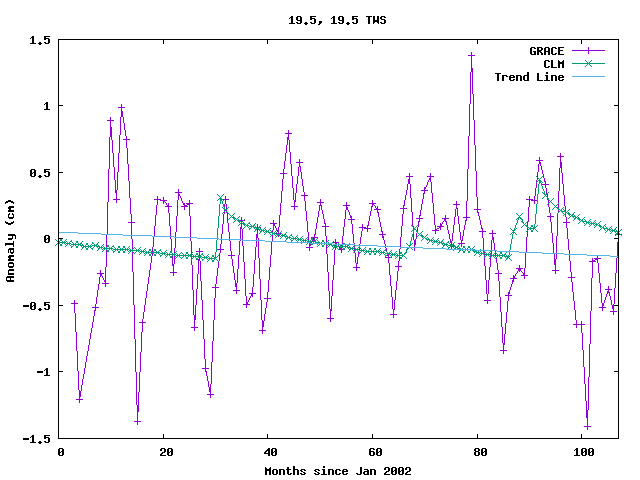 19.5, 19.5 TWS
GRACE
CLM
Trend Line
Anomaly (cm)
1.5
1
0.5
0
-0.5
-1
-1.5
0 20 40 60 80 100
Months since Jan 2002